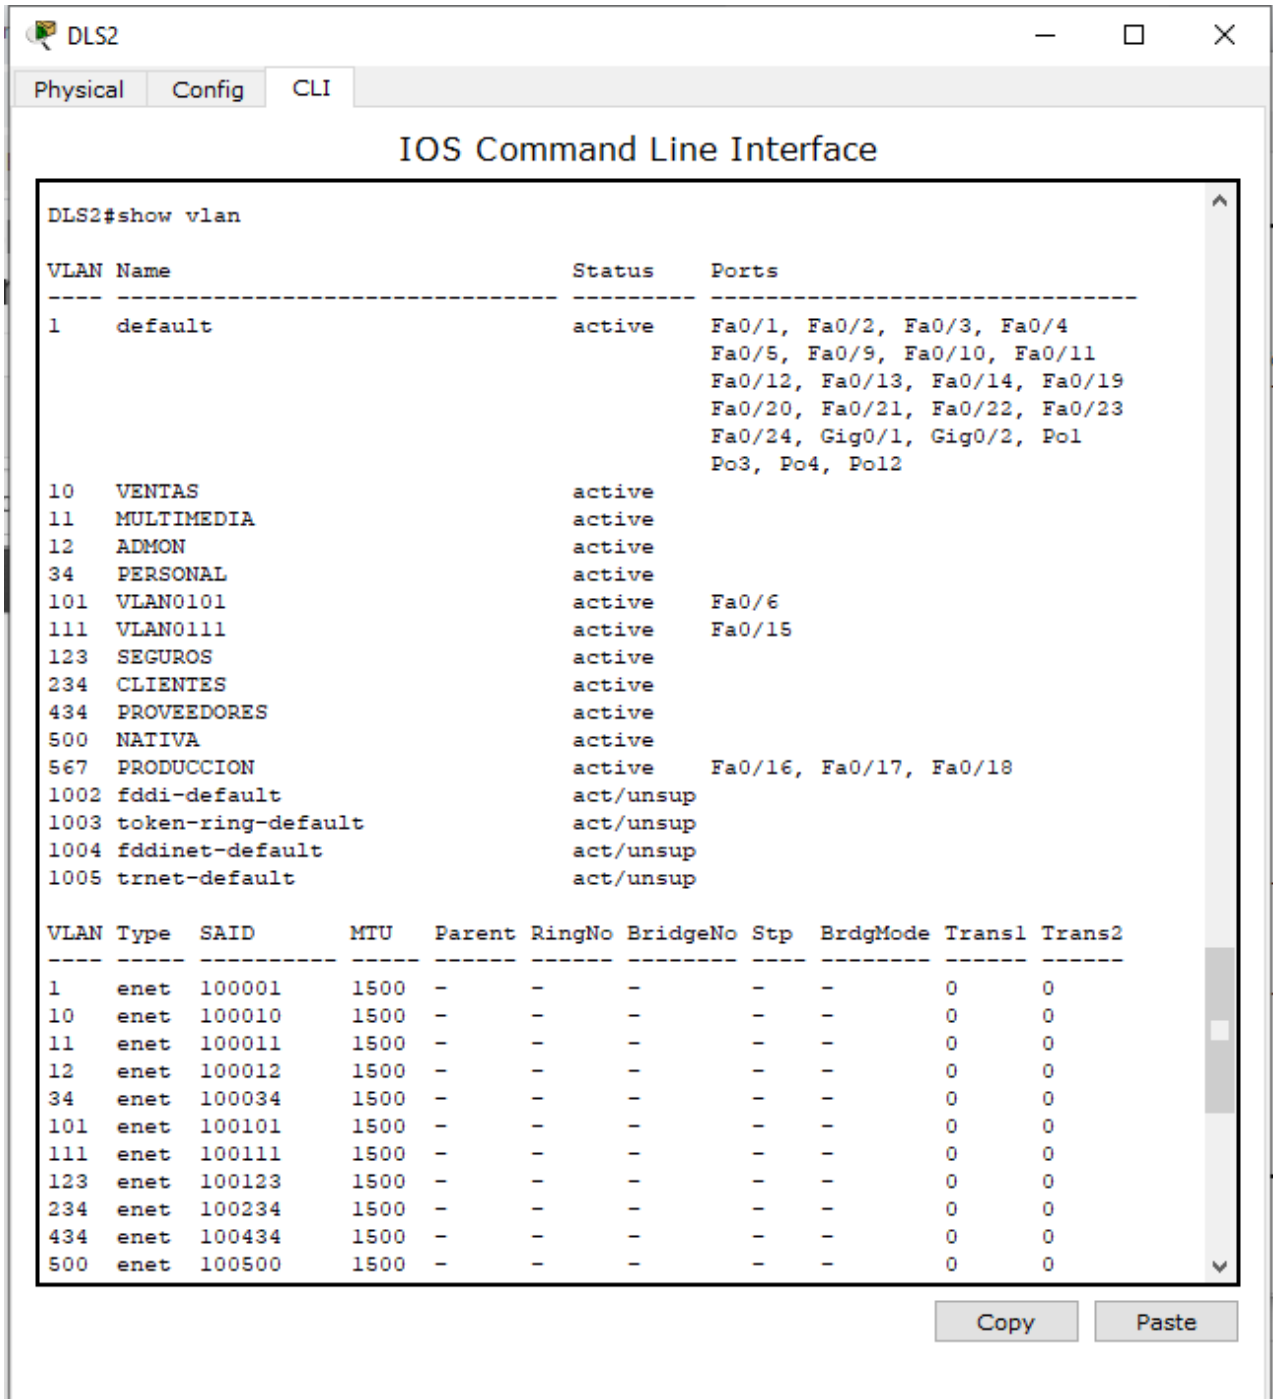 DLS2
Physical Config CLI
IOS Command Line Interface
DLS2#show vlan
VLAN Name                             Status    Ports
---- -------------------------------- --------- -------------------------------
1    default                          active    Fa0/1, Fa0/2, Fa0/3, Fa0/4
                                                Fa0/5, Fa0/9, Fa0/10, Fa0/11
                                                Fa0/12, Fa0/13, Fa0/14, Fa0/19
                                                Fa0/20, Fa0/21, Fa0/22, Fa0/23
                                                Fa0/24, Gig0/1, Gig0/2, Po1
                                                Po3, Po4, Po12
10   VENTAS                           active
11   MULTIMEDIA                       active
12   ADMON                            active
34   PERSONAL                         active
101  VLAN0101                         active    Fa0/6
111  VLAN0111                         active    Fa0/15
123  SEGUROS                          active
234  CLIENTES                         active
434  PROVEEDORES                      active
500  NATIVA                           active
567  PRODUCCION                       active    Fa0/16, Fa0/17, Fa0/18
1002 fddi-default                     act/unsup
1003 token-ring-default               act/unsup
1004 fddinet-default                  act/unsup
1005 trnet-default                    act/unsup
VLAN Type  SAID       MTU   Parent RingNo BridgeNo Stp  BrdgMode Trans1 Trans2
---- ----- ---------- ----- ------ ------ -------- ---- -------- ------ ------
1    enet  100001     1500  -      -      -        -    -        0      0
10   enet  100010     1500  -      -      -        -    -        0      0
11   enet  100011     1500  -      -      -        -    -        0      0
12   enet  100012     1500  -      -      -        -    -        0      0
34   enet  100034     1500  -      -      -        -    -        0      0
101  enet  100101     1500  -      -      -        -    -        0      0
111  enet  100111     1500  -      -      -        -    -        0      0
123  enet  100123     1500  -      -      -        -    -        0      0
234  enet  100234     1500  -      -      -        -    -        0      0
434  enet  100434     1500  -      -      -        -    -        0      0
500  enet  100500     1500  -      -      -        -    -        0      0
Copy Paste